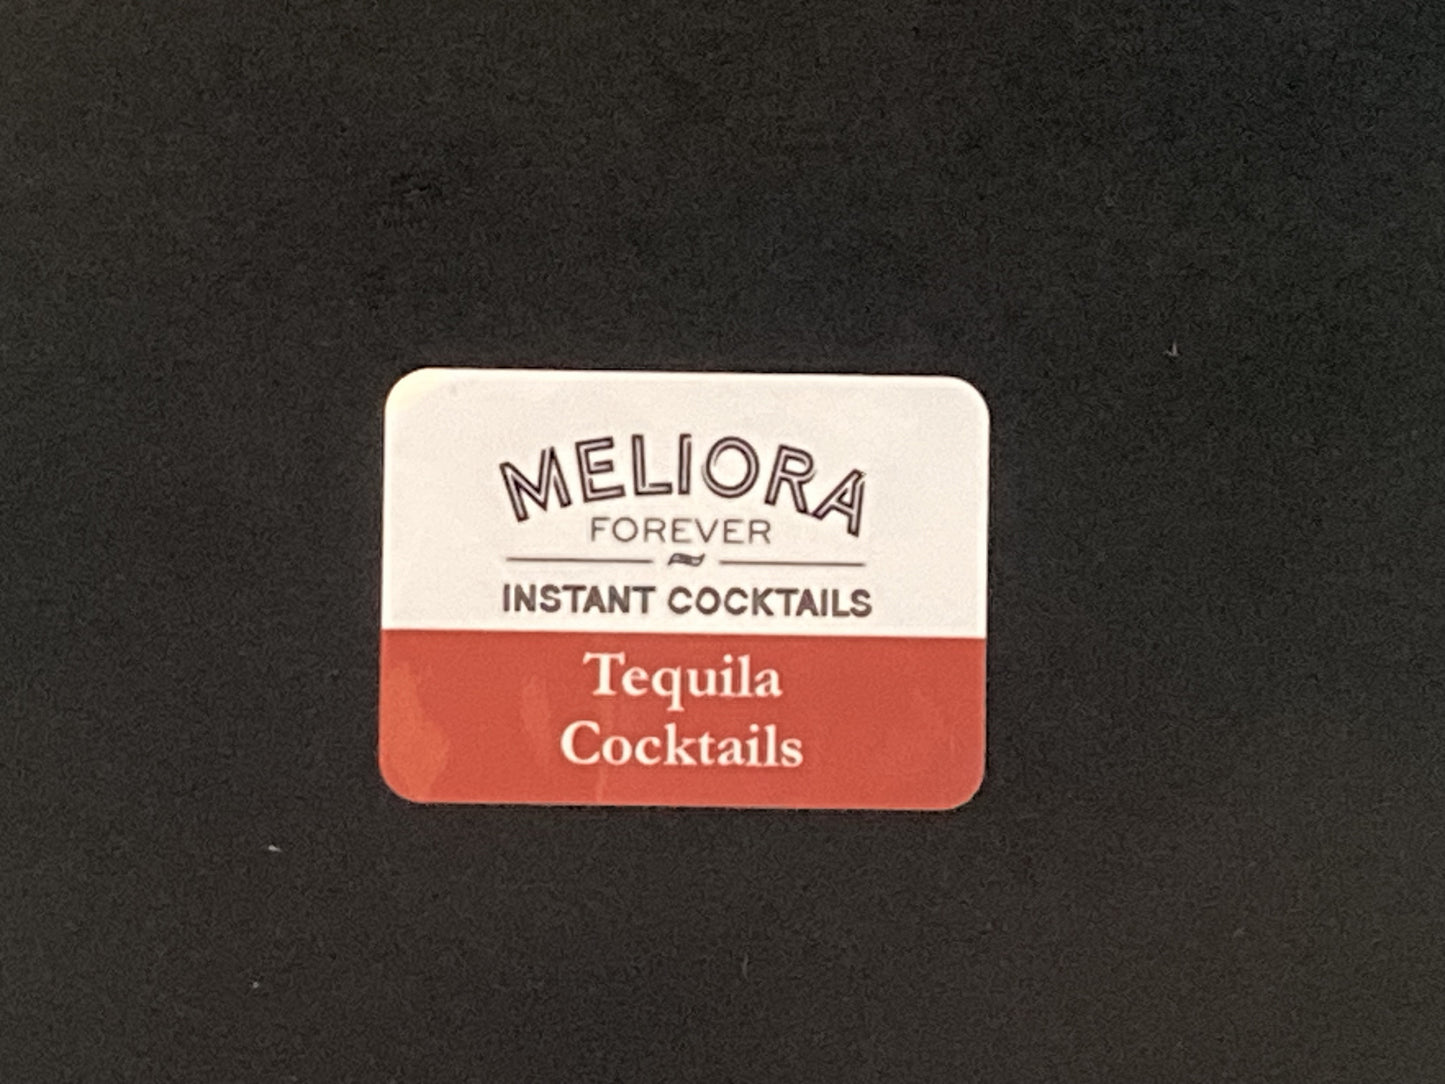 MELIORA
FOREVER
INSTANT COCKTAILS
Tequila
Cocktails